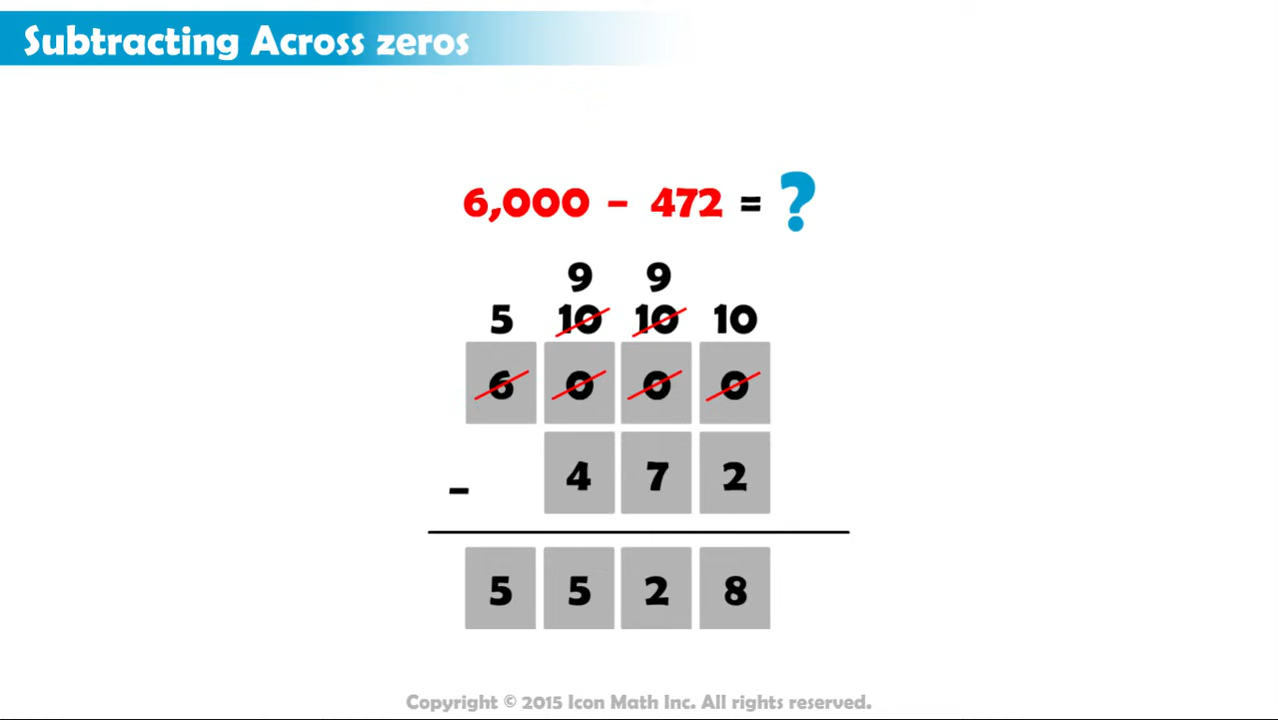 Subtracting Across zeros
6,000 - 472 = ?
9 9
5 10 10 10
6 0 0 0
- 4 7 2
5 5 2 8
Copyright © 2015 Icon Math Inc. All rights reserved.